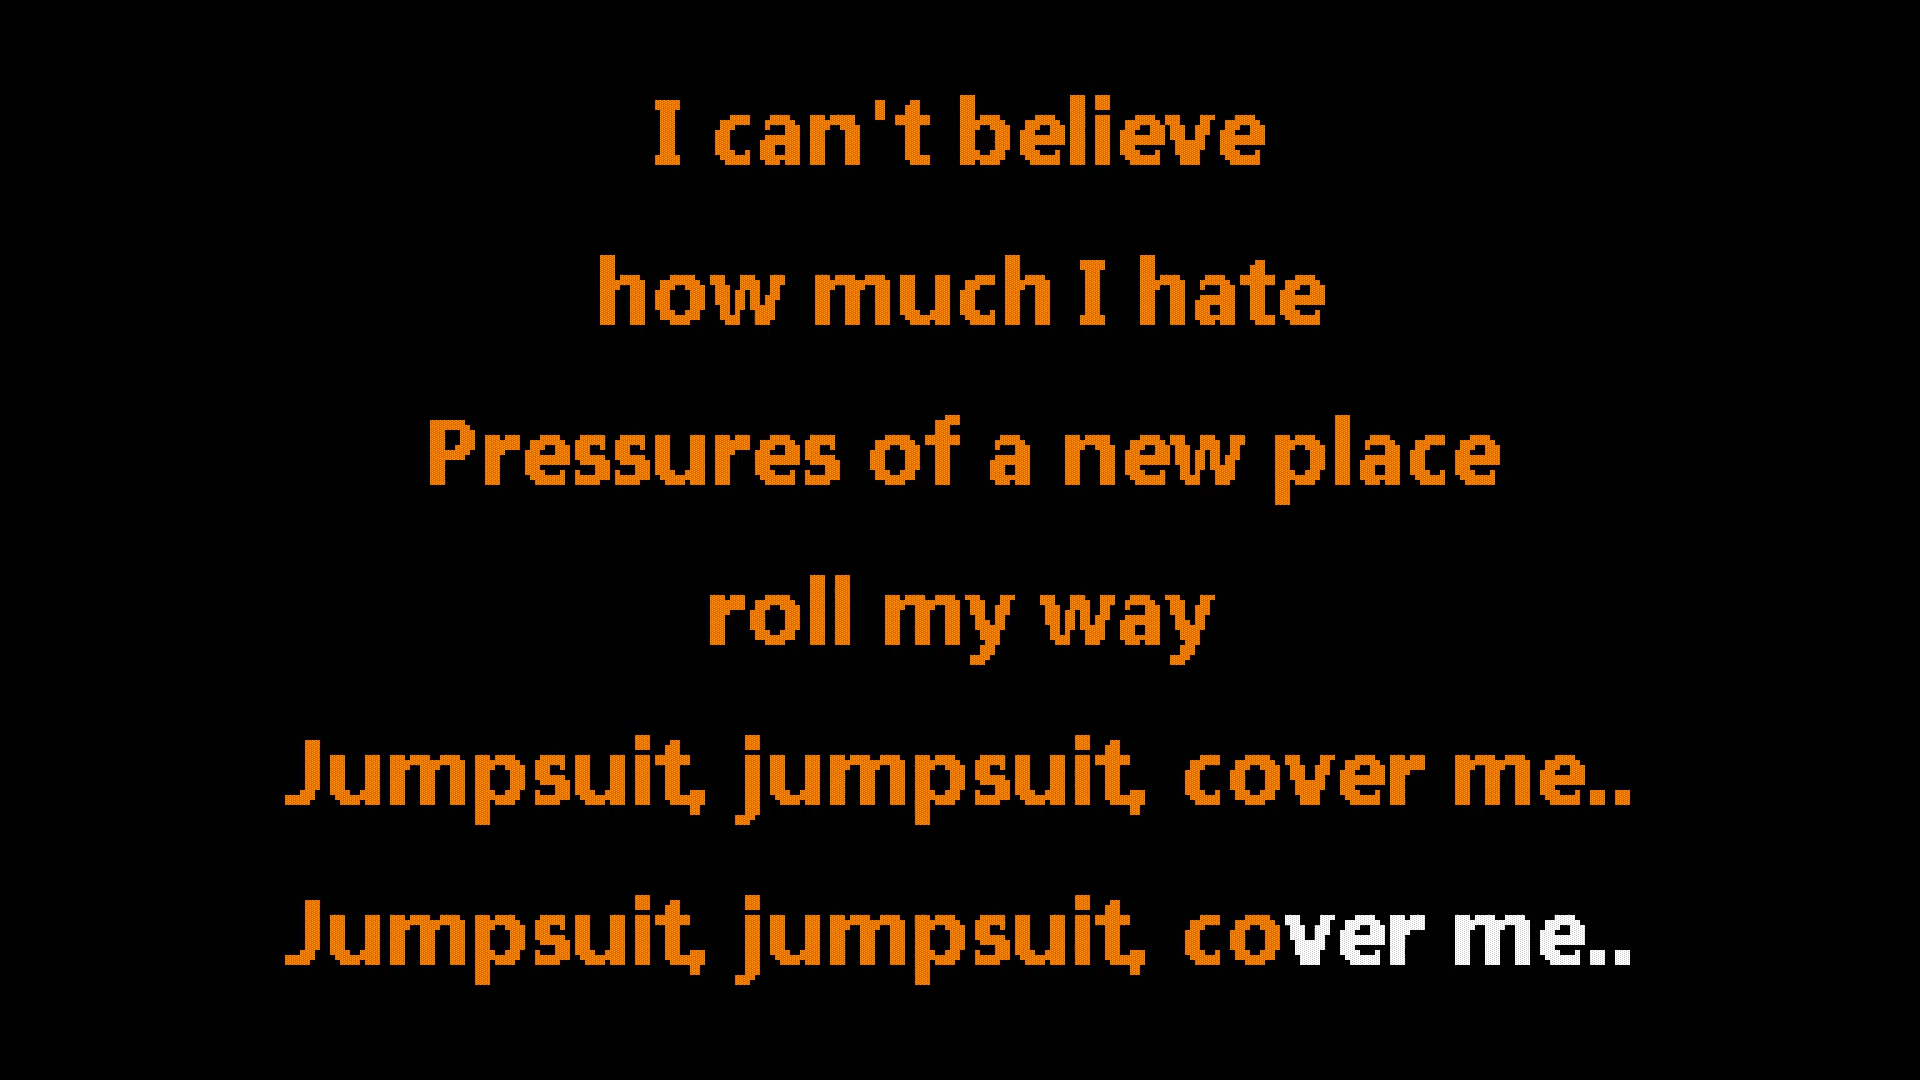 I can't believe
how much I hate
Pressures of a new place
roll my way
Jumpsuit, jumpsuit, cover me..
Jumpsuit, jumpsuit, cover me..